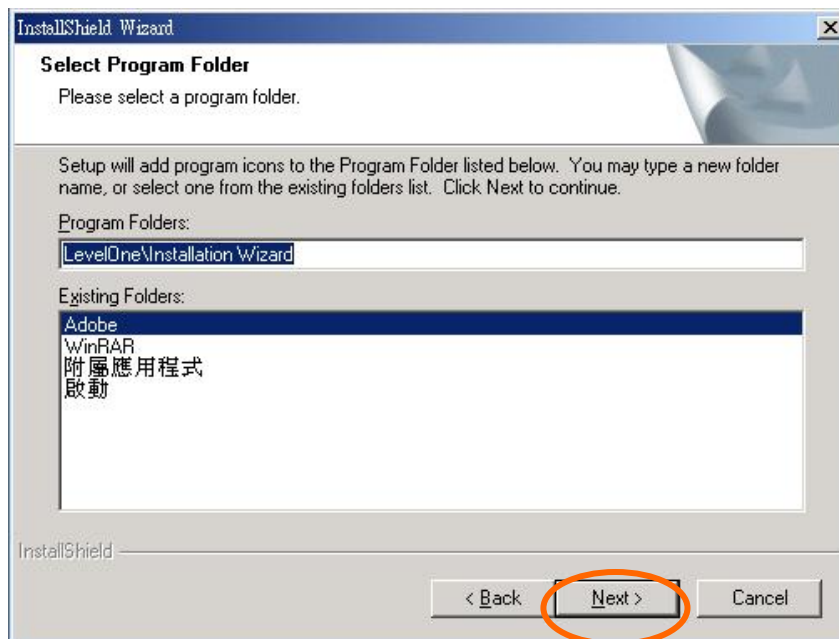 InstallShield Wizard
Select Program Folder
Please select a program folder.
Setup will add program icons to the Program Folder listed below.  You may type a new folder
name, or select one from the existing folders list.  Click Next to continue.
Program Folders:
LevelOne\Installation Wizard
Existing Folders:
Adobe
WinRAR
附屬應用程式
啟動
InstallShield
< Back
Next >
Cancel